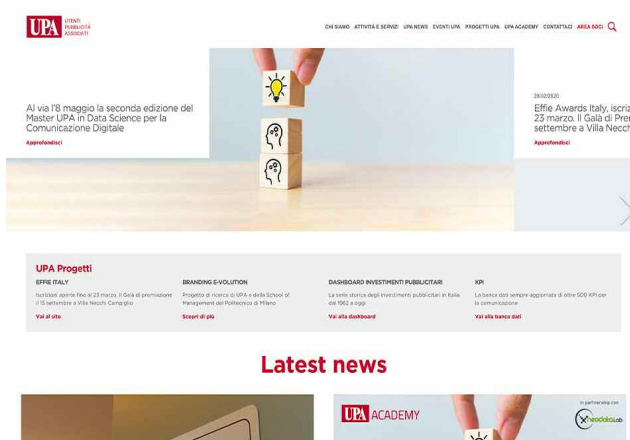 UPA
UTENTI
PUBBLICITÀ
ASSOCIATI
CHI SIAMO ATTIVITÀ E SERVIZI UPA NEWS EVENTI UPA PROGETTI UPA UPA ACADEMY CONTATTACI AREA SOCI
Al via l'8 maggio la seconda edizione del
Master UPA in Data Science per la
Comunicazione Digitale
Approfondisci
28/02/2020
Effie Awards Italy, iscriz
23 marzo. Il Galà di Prem
settembre a Villa Necch
Approfondisci
UPA Progetti
EFFIE ITALY
Iscrizioni aperte fino al 23 marzo. Il Galà di premiazione
il 15 settembre a Villa Necchi Campiglio
Vai al sito
BRANDING E-VOLUTION
Progetto di ricerca di UPA e della School of
Management del Politecnico di Milano
Scopri di più
DASHBOARD INVESTIMENTI PUBBLICITARI
La serie storica degli investimenti pubblicitari in Italia
dal 1962 a oggi
Vai alla dashboard
KPI
La banca dati sempre aggiornata di oltre 500 KPI per
la comunicazione
Vai alla banca dati
Latest news
UPA ACADEMY
in partnership con
neodataLab